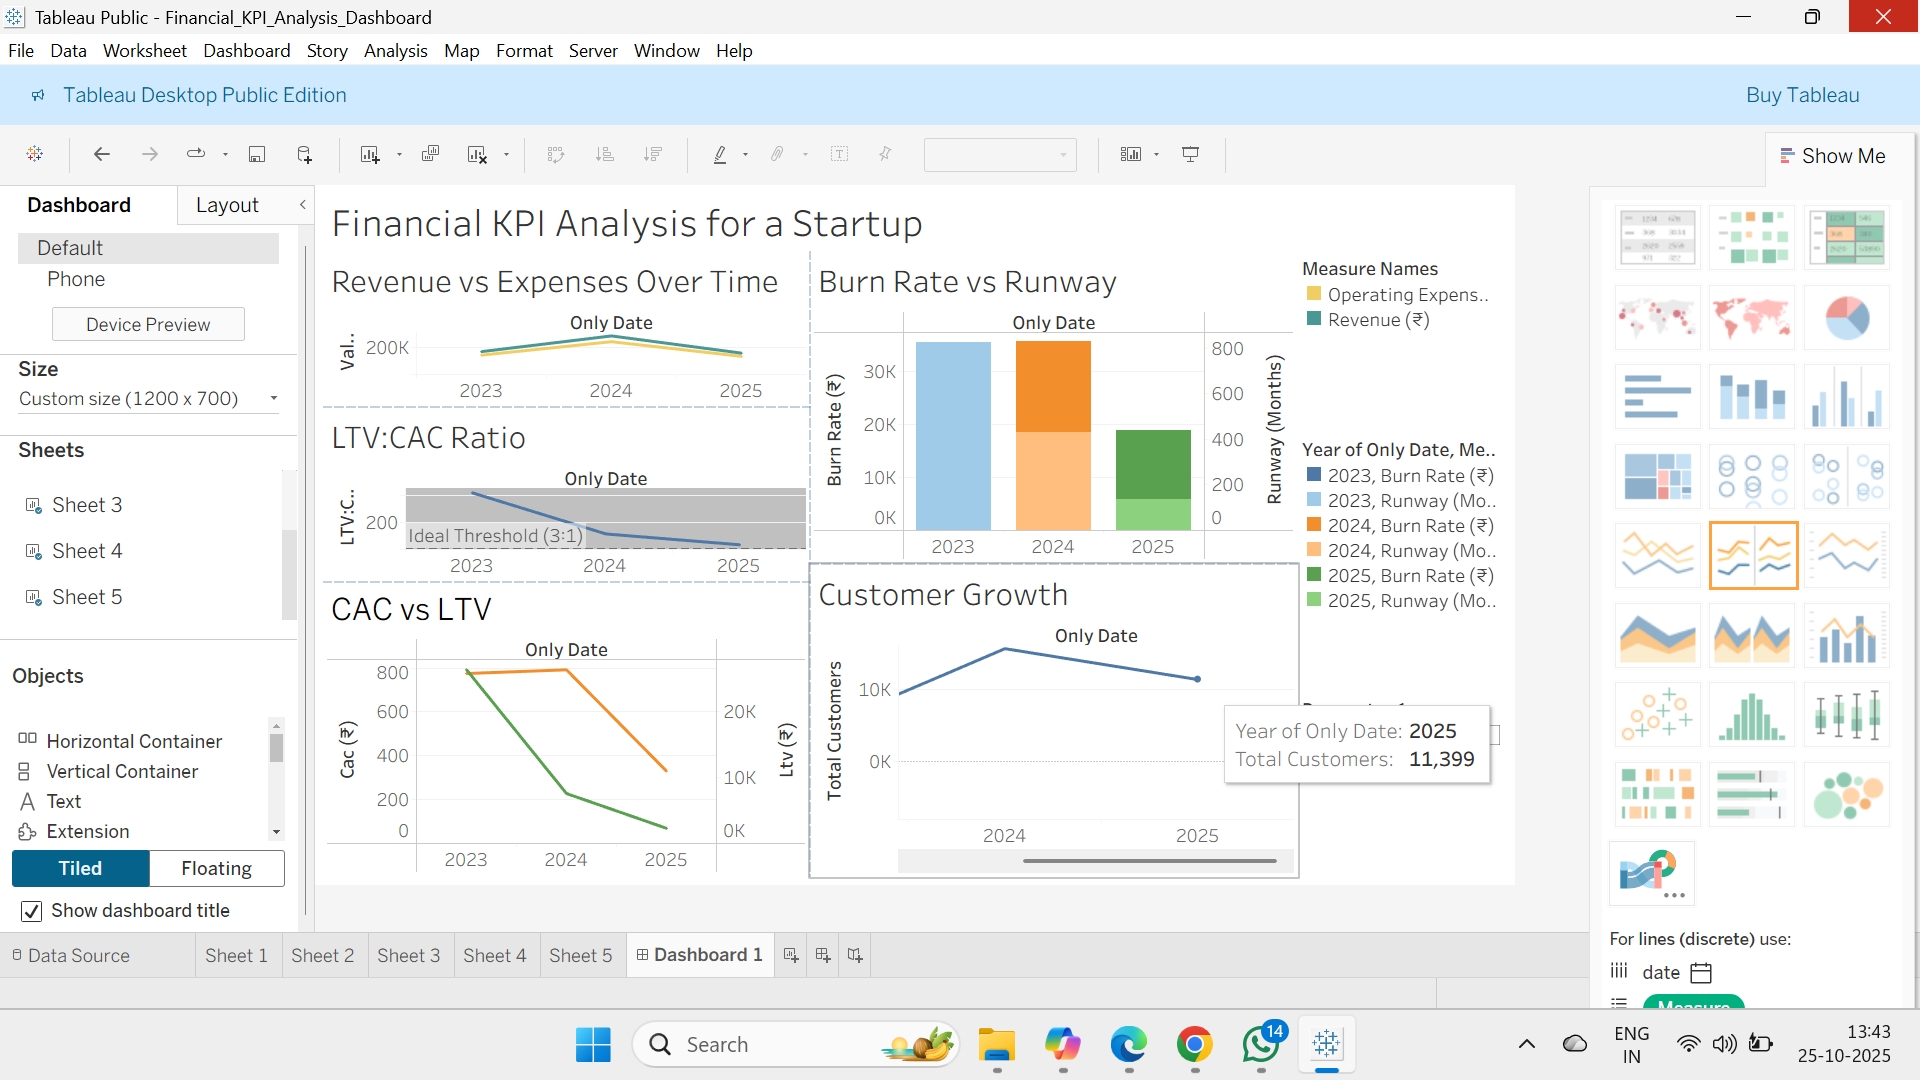 Tableau Public - Financial_KPI_Analysis_Dashboard
File Data Worksheet Dashboard Story Analysis Map Format Server Window Help
Tableau Desktop Public Edition
Buy Tableau
Show Me
Dashboard
Layout
Default
Phone
Device Preview
Size
Custom size (1200 x 700)
Sheets
Sheet 3
Sheet 4
Sheet 5
Objects
Horizontal Container
Vertical Container
Text
Extension
Tiled
Floating
Show dashboard title
Financial KPI Analysis for a Startup
Revenue vs Expenses Over Time
Only Date
Val..
200K
2023 2024 2025
LTV:CAC Ratio
Only Date
LTV:C..
200
Ideal Threshold (3:1)
2023 2024 2025
CAC vs LTV
Only Date
Cac (₹)
800
600
400
200
0
20K
10K
0K
Ltv (₹)
2023 2024 2025
Burn Rate vs Runway
Only Date
Burn Rate (₹)
30K
20K
10K
0K
800
600
400
200
0
Runway (Months)
2023 2024 2025
Customer Growth
Only Date
Total Customers
10K
0K
2024 2025
Year of Only Date: 2025
Total Customers: 11,399
Measure Names
Operating Expens..
Revenue (₹)
Year of Only Date, Me..
2023, Burn Rate (₹)
2023, Runway (Mo..
2024, Burn Rate (₹)
2024, Runway (Mo..
2025, Burn Rate (₹)
2025, Runway (Mo..
For lines (discrete) use:
date
Measure
Data Source
Sheet 1
Sheet 2
Sheet 3
Sheet 4
Sheet 5
Dashboard 1
Search
14
ENG
IN
13:43
25-10-2025